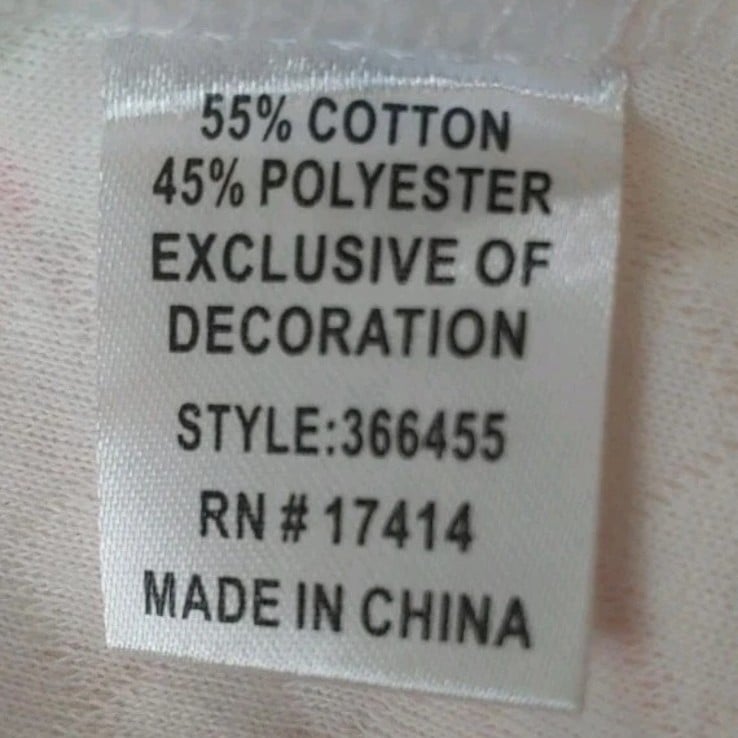 55% COTTON
45% POLYESTER
EXCLUSIVE OF
DECORATION
STYLE:366455
RN # 17414
MADE IN CHINA